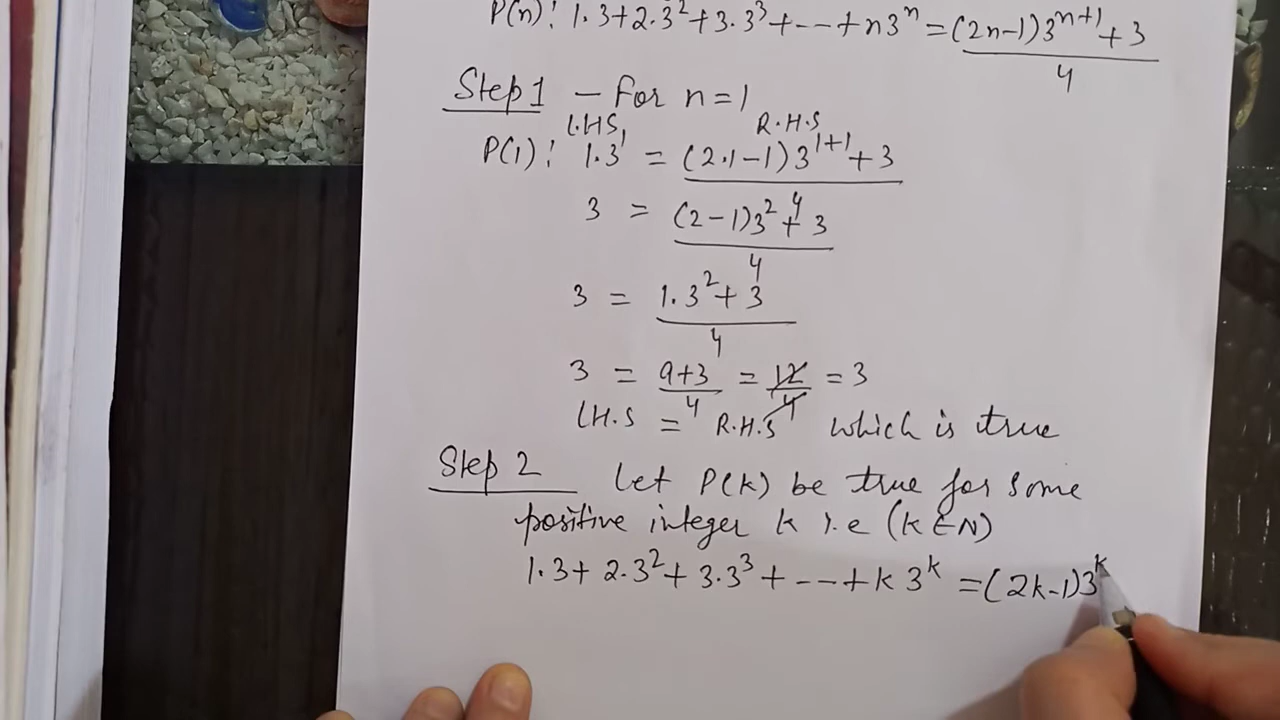 P(n): 1.3+2.3²+3.3³+--+n3ⁿ=(2n-1)3ⁿ⁺¹+3
4
Step 1 - For n=1
L.H.S, R.H.S
P(1): 1.3¹ = (2.1-1)3¹⁺¹+3
4
3 = (2-1)3²+3
4
3 = 1.3²+3
4
3 = 9+3 = 12 = 3
4 4
LH.S = R.H.S which is true
Step 2 Let P(k) be true for some
positive integer k i.e (k∈N)
1.3+2.3²+3.3³+--+k3ᵏ=(2k-1)3ᵏ